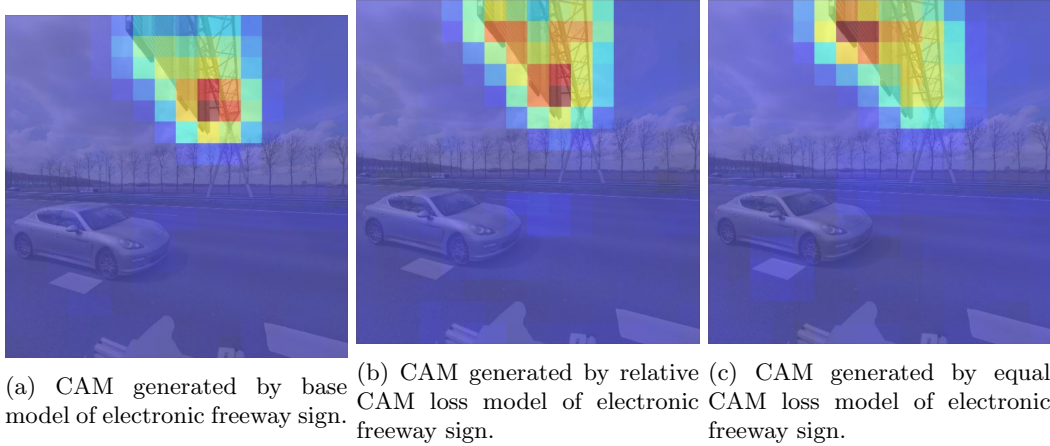 (a) CAM generated by base
model of electronic freeway sign.
(b) CAM generated by relative
CAM loss model of electronic
freeway sign.
(c) CAM generated by equal
CAM loss model of electronic
freeway sign.